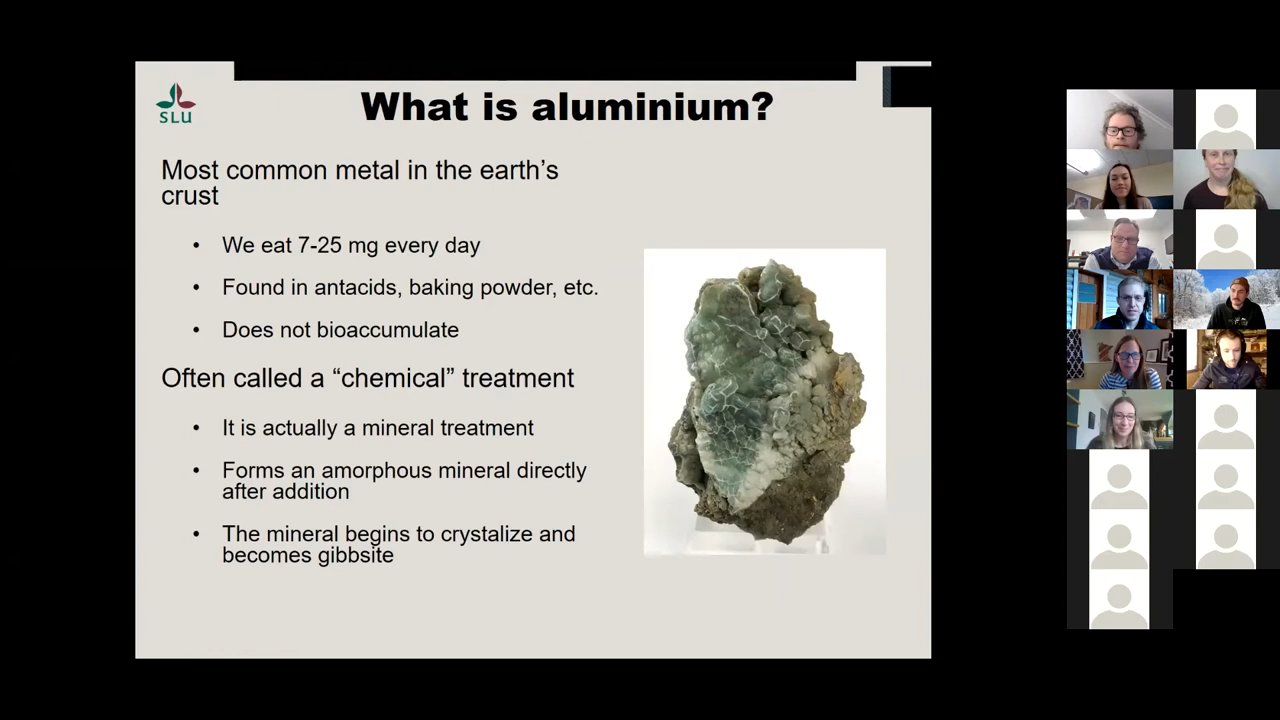 SLU
What is aluminium?
Most common metal in the earth’s
crust
• We eat 7-25 mg every day
• Found in antacids, baking powder, etc.
• Does not bioaccumulate
Often called a “chemical” treatment
• It is actually a mineral treatment
• Forms an amorphous mineral directly
after addition
• The mineral begins to crystalize and
becomes gibbsite